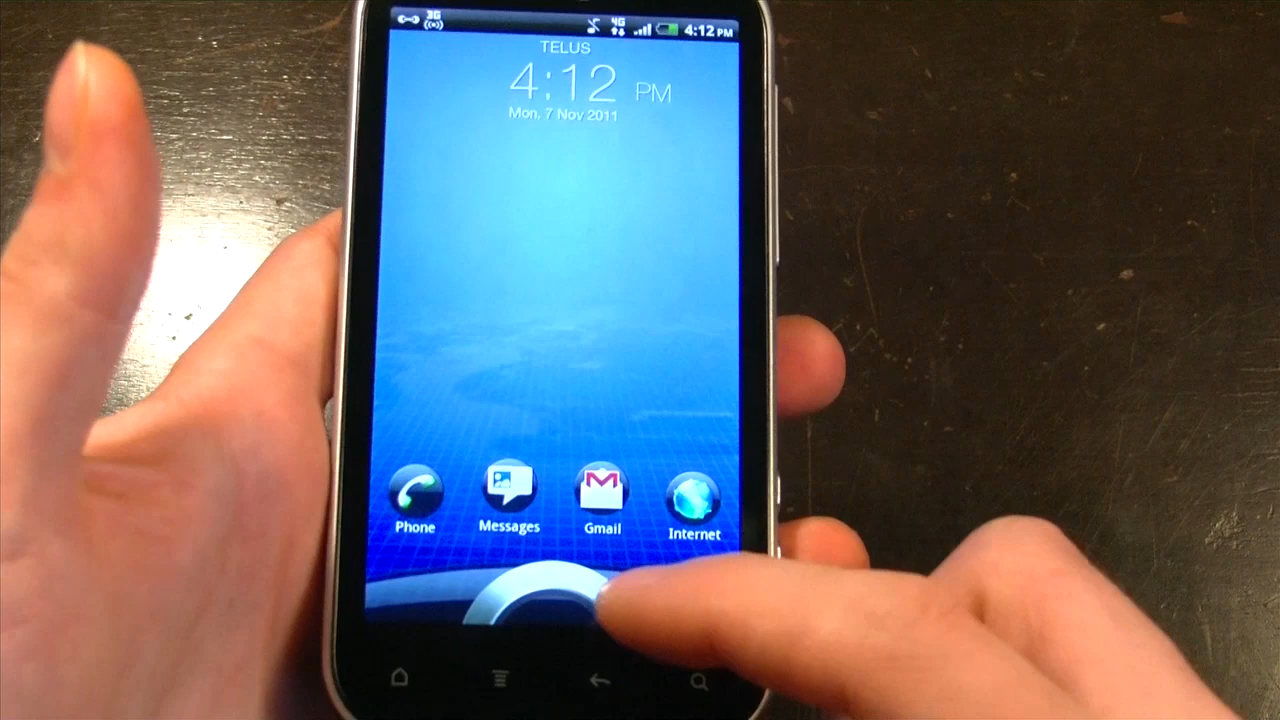 3G
4G
4:12 PM
TELUS
4:12 PM
Mon, 7 Nov 2011
Phone
Messages
Gmail
Internet